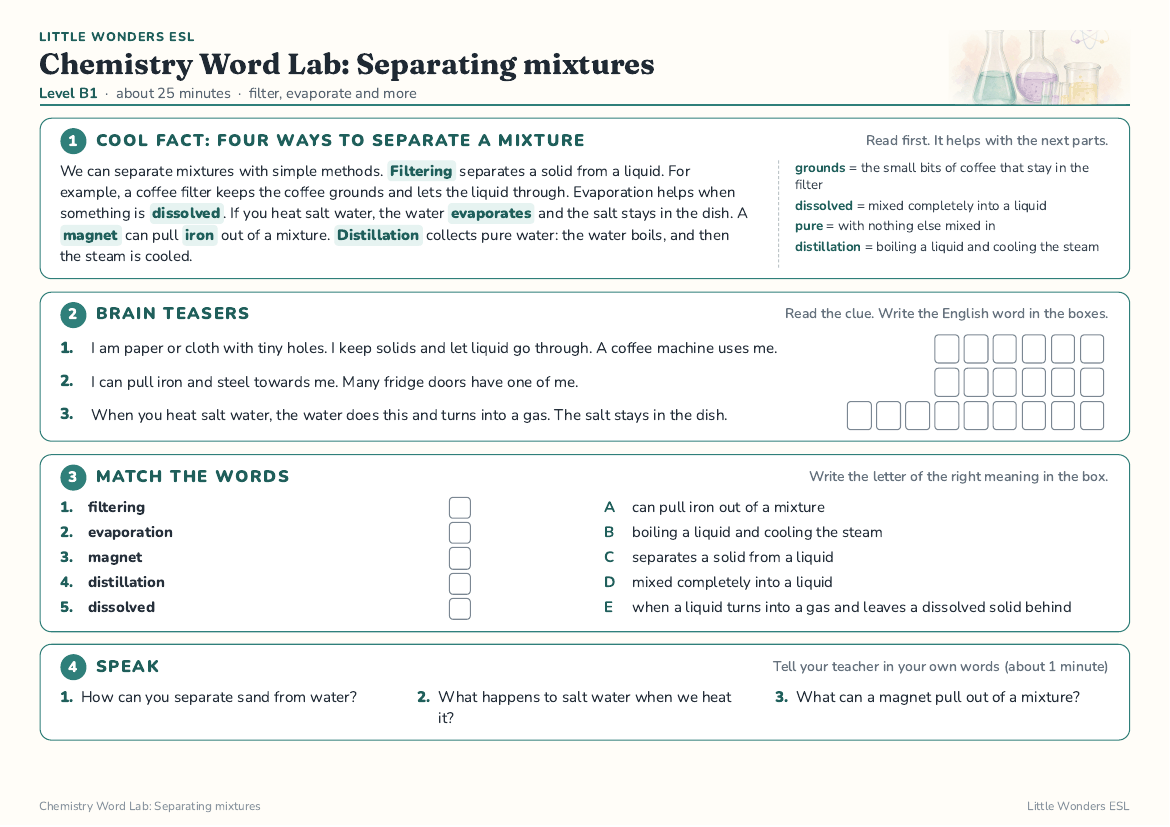 LITTLE WONDERS ESL
Chemistry Word Lab: Separating mixtures
Level B1 · about 25 minutes · filter, evaporate and more
1 COOL FACT: FOUR WAYS TO SEPARATE A MIXTURE
Read first. It helps with the next parts.
We can separate mixtures with simple methods. Filtering separates a solid from a liquid. For
example, a coffee filter keeps the coffee grounds and lets the liquid through. Evaporation helps when
something is dissolved. If you heat salt water, the water evaporates and the salt stays in the dish. A
magnet can pull iron out of a mixture. Distillation collects pure water: the water boils, and then
the steam is cooled.
grounds = the small bits of coffee that stay in the
filter
dissolved = mixed completely into a liquid
pure = with nothing else mixed in
distillation = boiling a liquid and cooling the steam
2 BRAIN TEASERS
Read the clue. Write the English word in the boxes.
1. I am paper or cloth with tiny holes. I keep solids and let liquid go through. A coffee machine uses me.
2. I can pull iron and steel towards me. Many fridge doors have one of me.
3. When you heat salt water, the water does this and turns into a gas. The salt stays in the dish.
3 MATCH THE WORDS
Write the letter of the right meaning in the box.
1. filtering
2. evaporation
3. magnet
4. distillation
5. dissolved
A can pull iron out of a mixture
B boiling a liquid and cooling the steam
C separates a solid from a liquid
D mixed completely into a liquid
E when a liquid turns into a gas and leaves a dissolved solid behind
4 SPEAK
Tell your teacher in your own words (about 1 minute)
1. How can you separate sand from water?
2. What happens to salt water when we heat
it?
3. What can a magnet pull out of a mixture?
Chemistry Word Lab: Separating mixtures
Little Wonders ESL